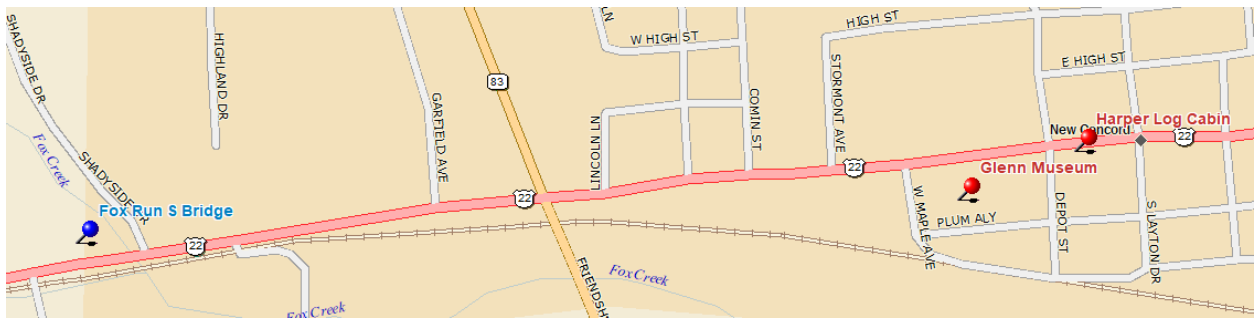 SHADYSIDE DR
HIGHLAND DR
GARFIELD AVE
83
W HIGH ST
LN
HIGH ST
STORMONT AVE
COMIN ST
LINCOLN LN
E HIGH ST
Harper Log Cabin
New Concord
22
22
Glenn Museum
Fox Creek
SHADYSIDE DR
Fox Run S Bridge
22
22
W MAPLE AVE
PLUM ALY
DEPOT ST
S LAYTON DR
FRIENDSH
Fox Creek
Fox Creek